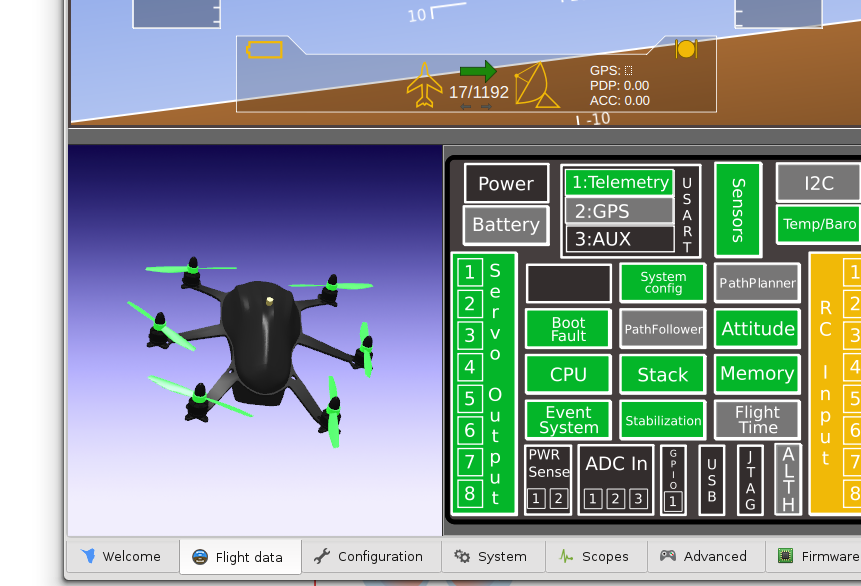 10
17/1192
GPS:
PDP: 0.00
ACC: 0.00
-10
Power
Battery
1:Telemetry
2:GPS
3:AUX
USART
Sensors
I2C
Temp/Baro
1
2
3
4
5
6
7
8
Servo Output
System
config
PathPlanner
Boot
Fault
PathFollower
Attitude
CPU
Stack
Memory
Event
System
Stabilization
Flight
Time
RC Input
1
2
3
4
5
6
7
8
PWR
Sense
1 2
ADC In
1 2 3
GPIO
1
USB
JTAG
ALTH
Welcome
Flight data
Configuration
System
Scopes
Advanced
Firmware